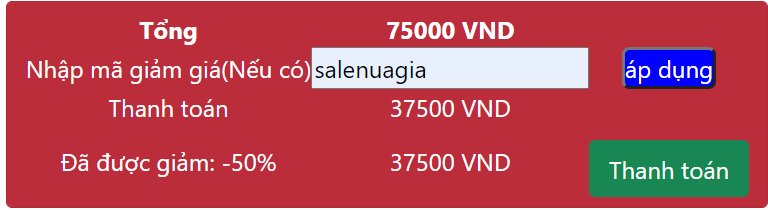 Tổng 75000 VND
Nhập mã giảm giá(Nếu có) salenuagia áp dụng
Thanh toán 37500 VND
Đã được giảm: -50% 37500 VND Thanh toán